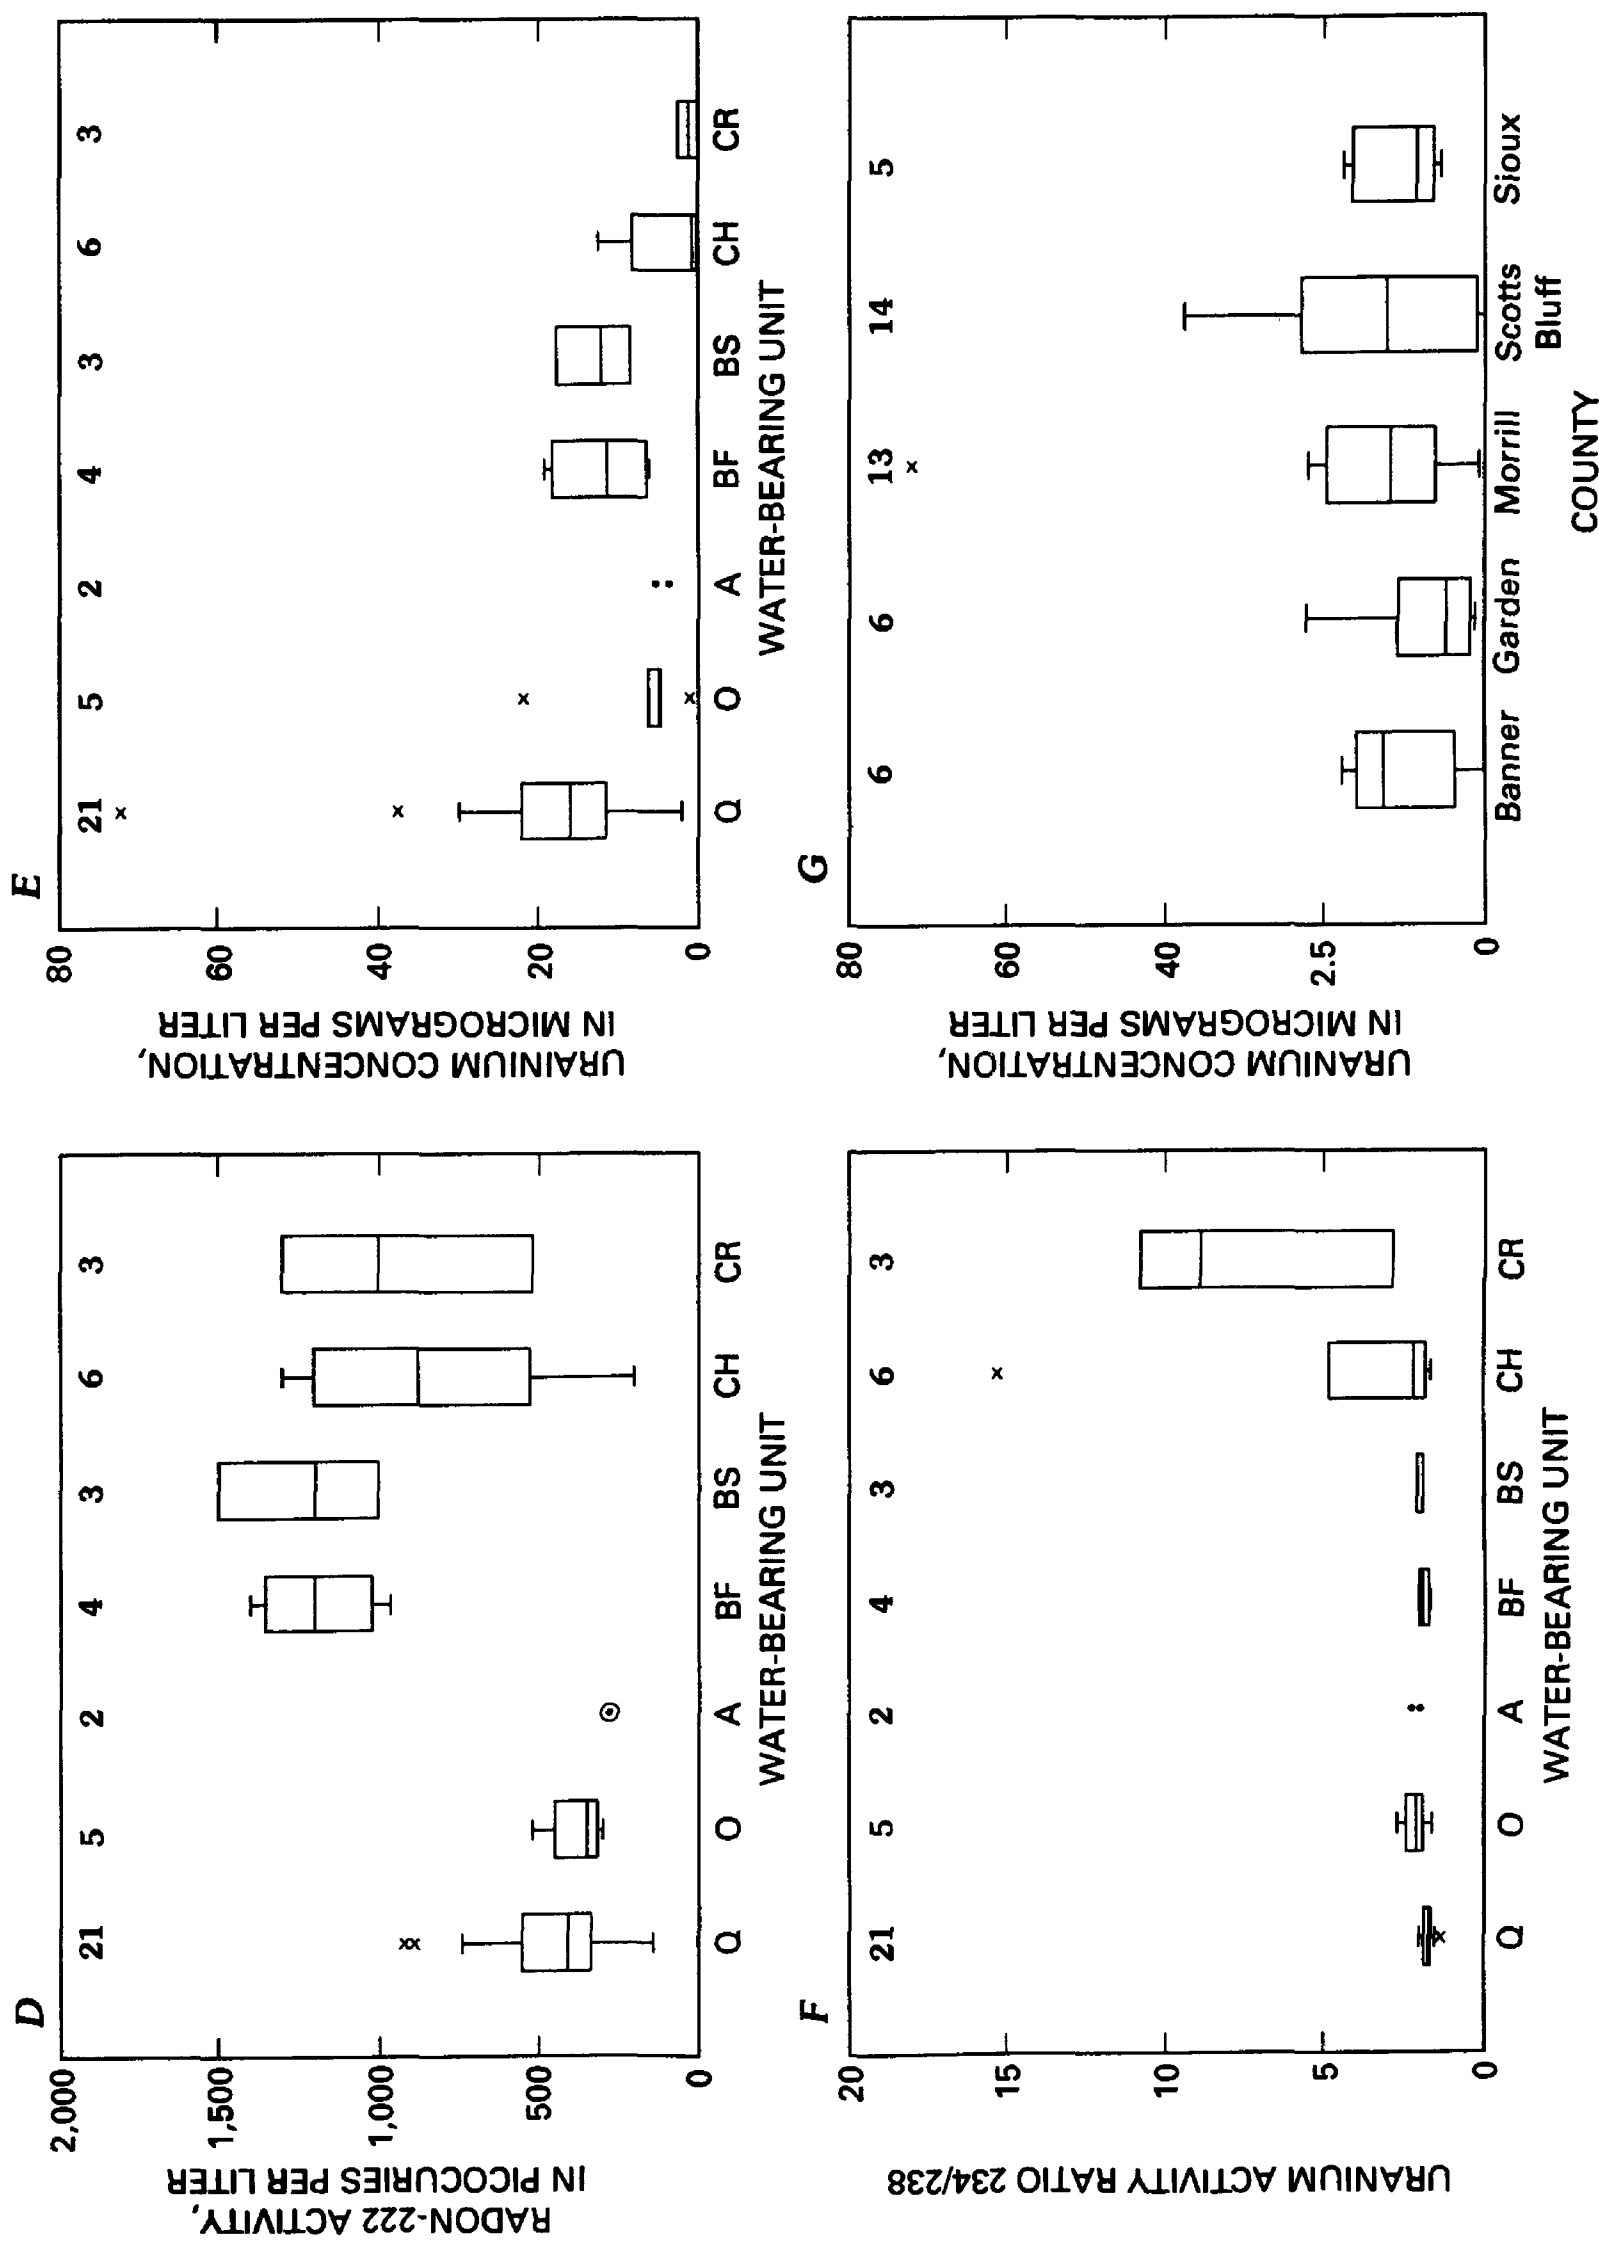 D
RADON-222 ACTIVITY,
IN PICOCURIES PER LITER
2,000
1,500
1,000
500
0
21 5 2 4 3 6 3
Q O A BF BS CH CR
WATER-BEARING UNIT
E
URAINIUM CONCENTRATION,
IN MICROGRAMS PER LITER
80
60
40
20
0
21 5 2 4 3 6 3
Q O A BF BS CH CR
WATER-BEARING UNIT
F
URANIUM ACTIVITY RATIO 234/238
20
15
10
5
0
21 5 2 4 3 6 3
Q O A BF BS CH CR
WATER-BEARING UNIT
G
URANIUM CONCENTRATION,
IN MICROGRAMS PER LITER
80
60
40
2.5
0
6 6 13 14 5
Banner Garden Morrill Scotts Sioux
Bluff
COUNTY